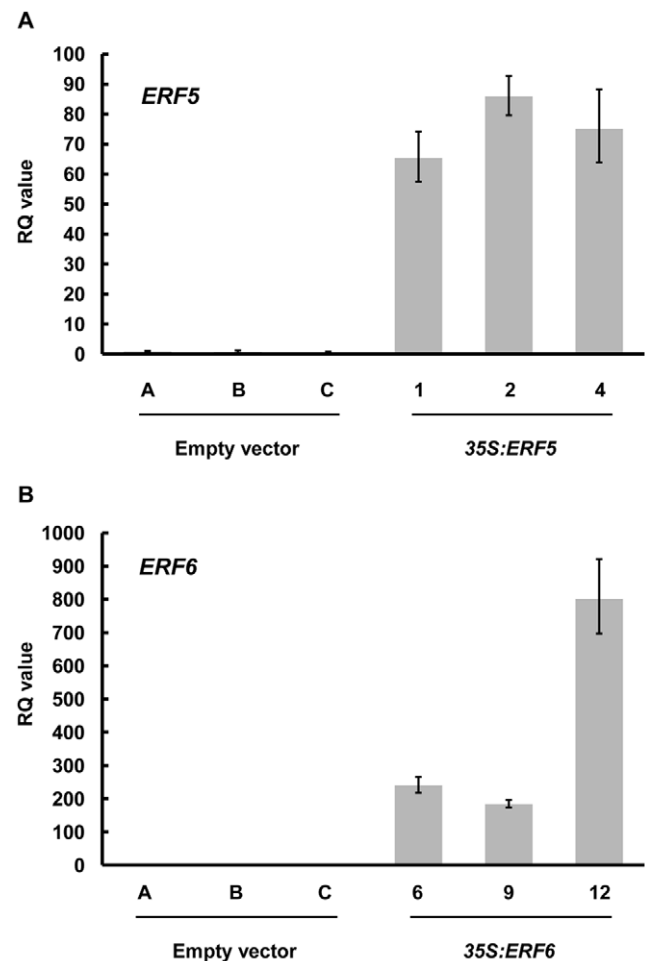 A
100
90
80
70
60
50
40
30
20
10
0
RQ value
ERF5
A B C 1 2 4
Empty vector 35S:ERF5
B
1000
900
800
700
600
500
400
300
200
100
0
RQ value
ERF6
A B C 6 9 12
Empty vector 35S:ERF6